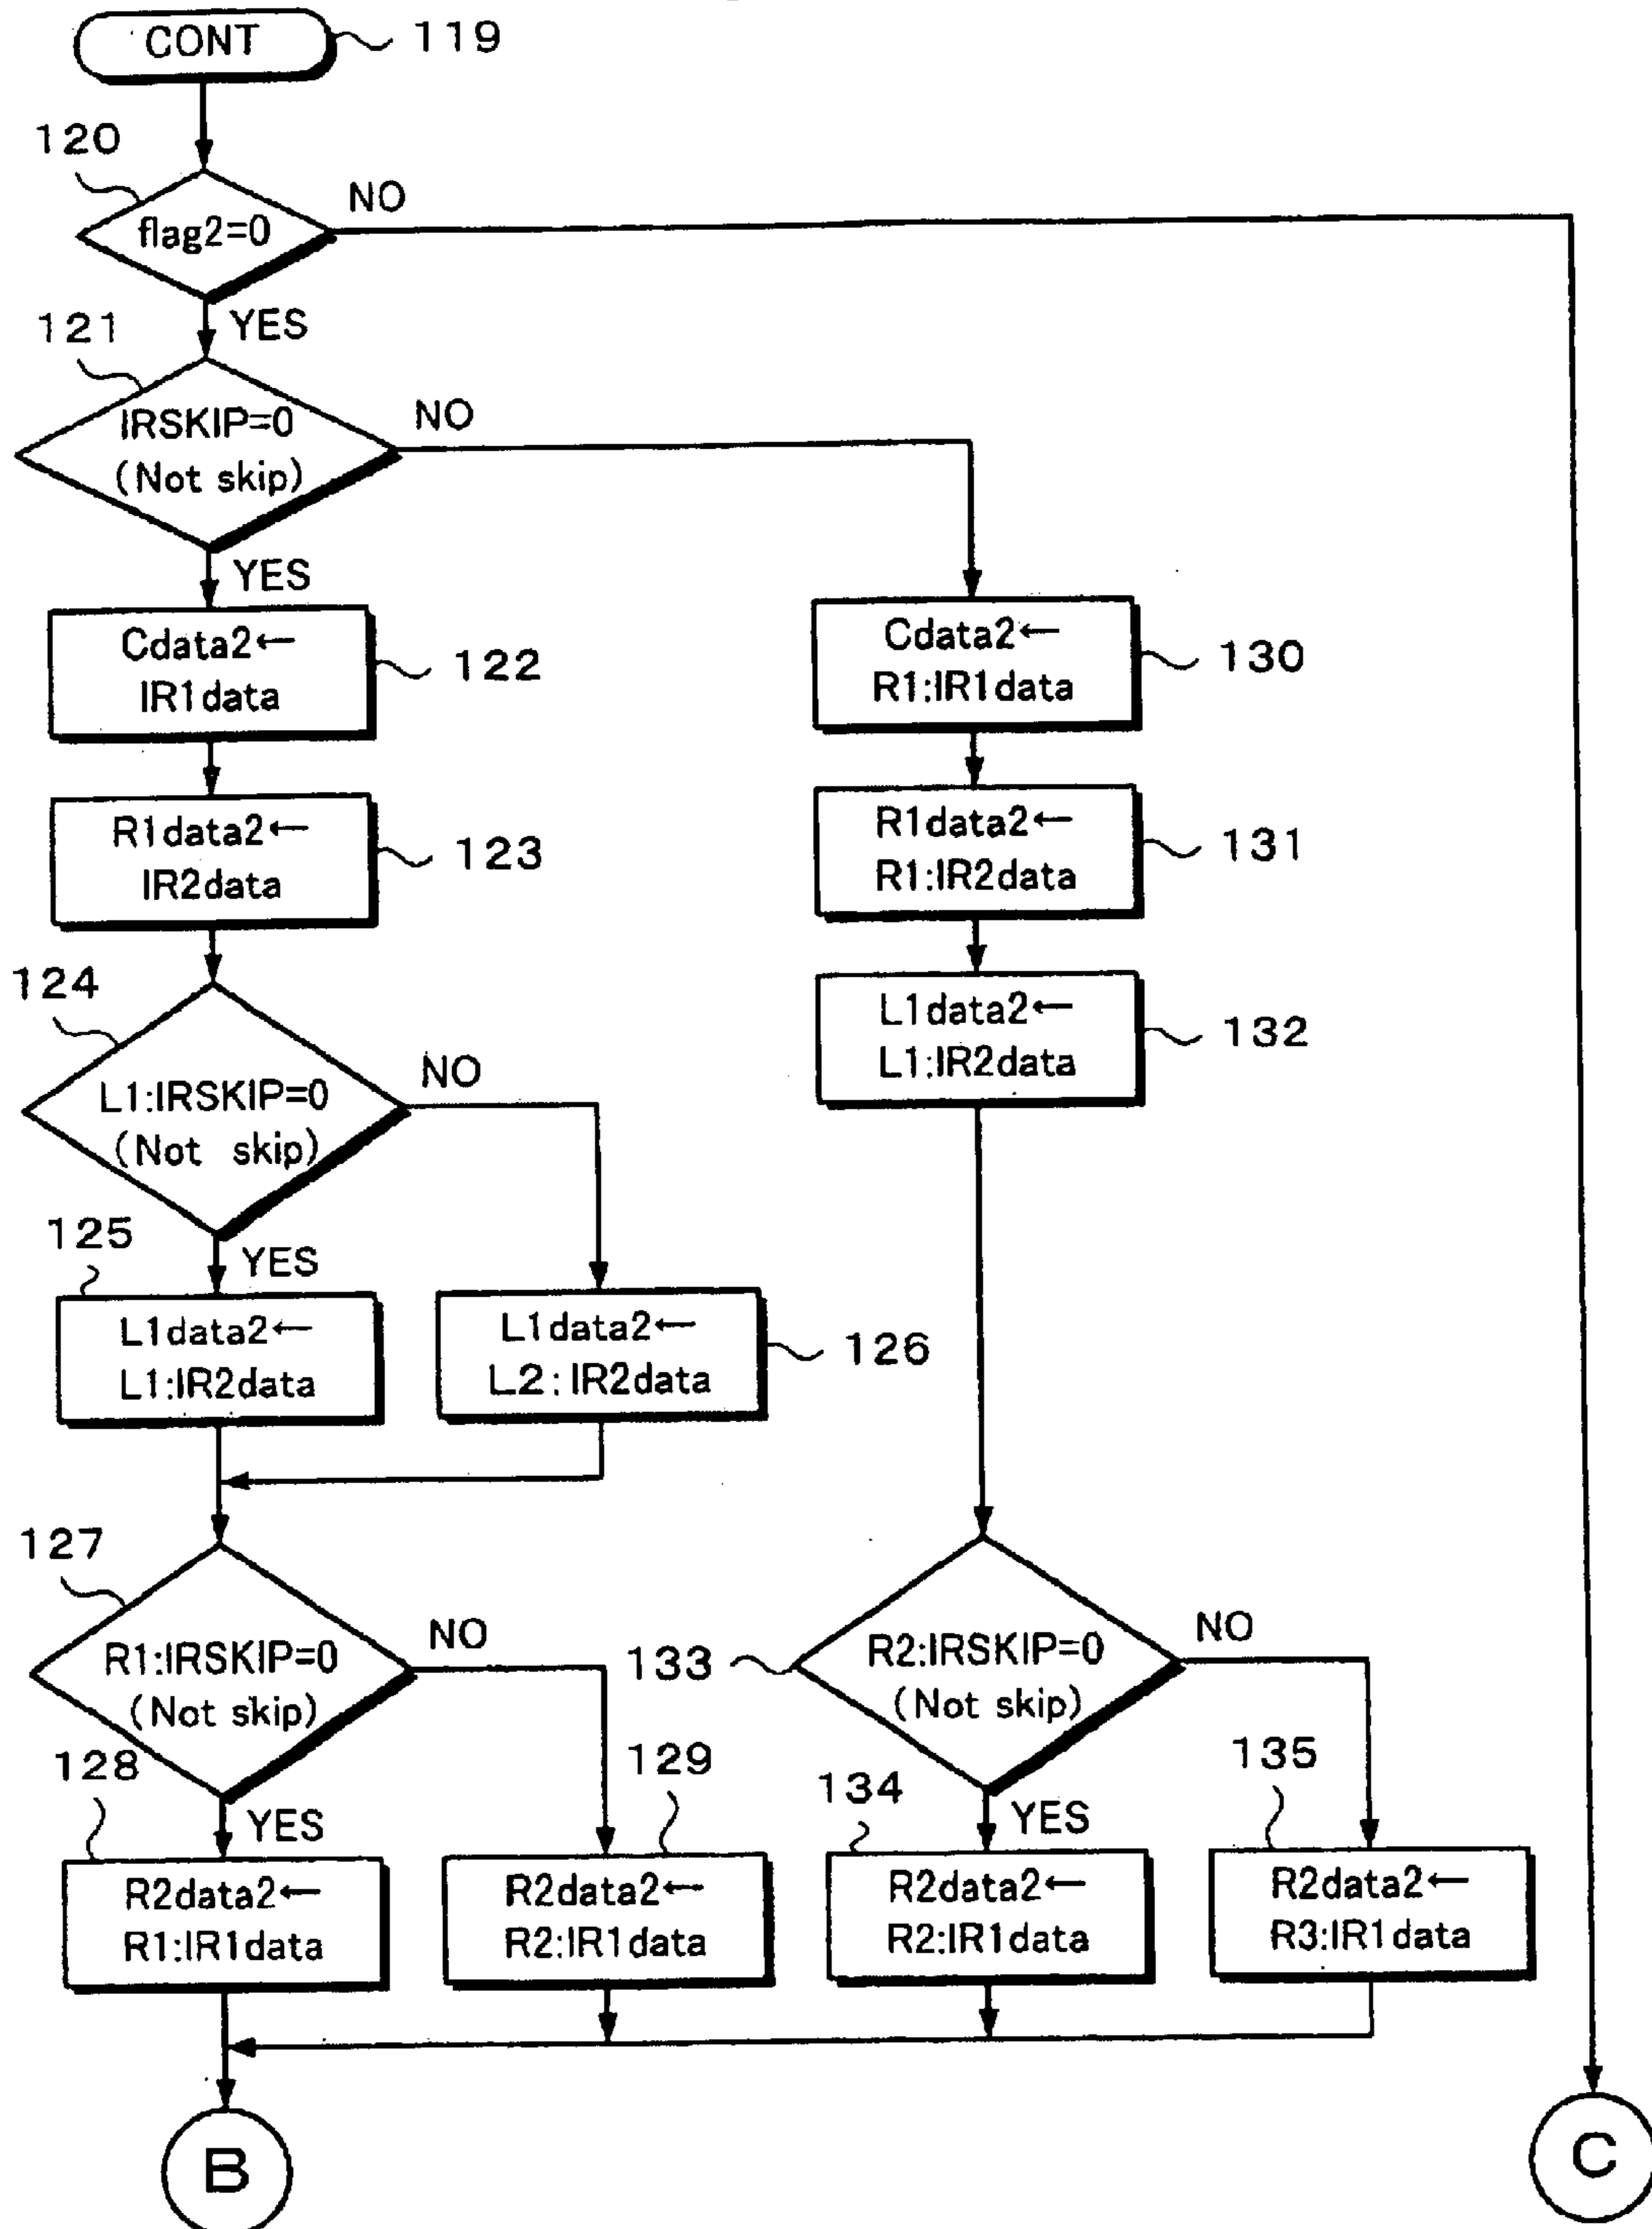 CONT
119
120
flag2=0
NO
YES
121
IRSKIP=0
(Not skip)
NO
YES
Cdata2←
IR1data
122
Cdata2←
R1:IR1data
130
R1data2←
IR2data
123
R1data2←
R1:IR2data
131
L1data2←
L1:IR2data
132
124
L1:IRSKIP=0
(Not skip)
NO
YES
125
L1data2←
L1:IR2data
L1data2←
L2:IR2data
126
127
R1:IRSKIP=0
(Not skip)
NO
YES
133
R2:IRSKIP=0
(Not skip)
NO
YES
128
R2data2←
R1:IR1data
129
R2data2←
R2:IR1data
134
R2data2←
R2:IR1data
135
R2data2←
R3:IR1data
B
C